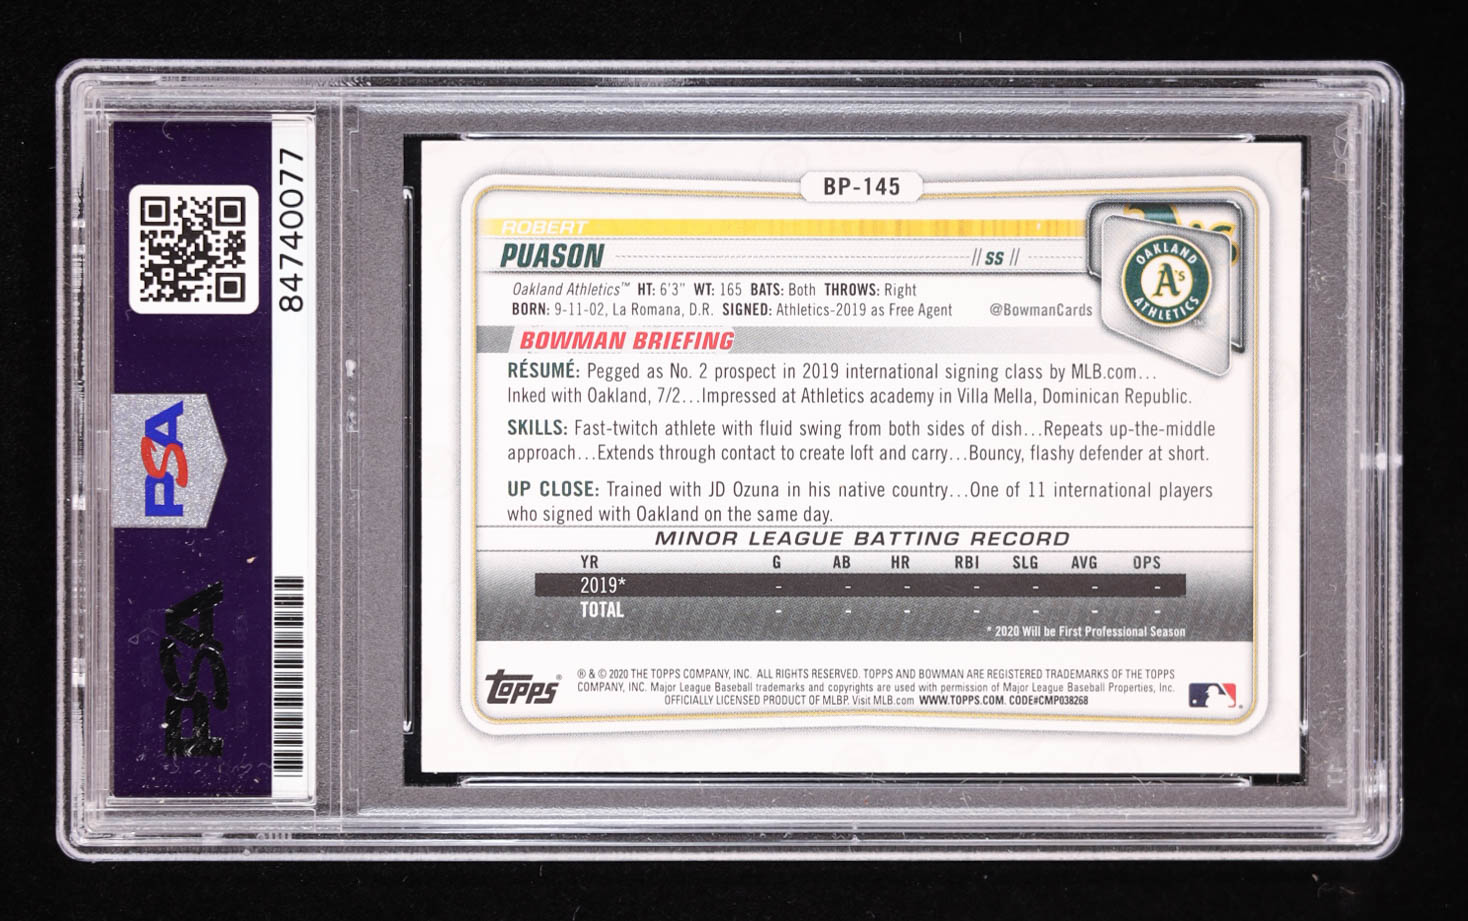 84740077
PSA
PSA
BP-145
ROBERT
PUASON
// SS //
OAKLAND
A's
ATHLETICS
TM
Oakland Athletics™ HT: 6'3" WT: 165 BATS: Both THROWS: Right
BORN: 9-11-02, La Romana, D.R. SIGNED: Athletics-2019 as Free Agent @BowmanCards
BOWMAN BRIEFING
RÉSUMÉ: Pegged as No. 2 prospect in 2019 international signing class by MLB.com...
Inked with Oakland, 7/2...Impressed at Athletics academy in Villa Mella, Dominican Republic.
SKILLS: Fast-twitch athlete with fluid swing from both sides of dish...Repeats up-the-middle
approach...Extends through contact to create loft and carry...Bouncy, flashy defender at short.
UP CLOSE: Trained with JD Ozuna in his native country...One of 11 international players
who signed with Oakland on the same day.
MINOR LEAGUE BATTING RECORD
YR G AB HR RBI SLG AVG OPS
2019* - - - - - - -
TOTAL - - - - - - -
* 2020 Will be First Professional Season
Topps®
® & © 2020 THE TOPPS COMPANY, INC. ALL RIGHTS RESERVED. TOPPS AND BOWMAN ARE REGISTERED TRADEMARKS OF THE TOPPS
COMPANY, INC. Major League Baseball trademarks and copyrights are used with permission of Major League Baseball Properties, Inc.
OFFICIALLY LICENSED PRODUCT OF MLBP. Visit MLB.com WWW.TOPPS.COM. CODE#CMP038268